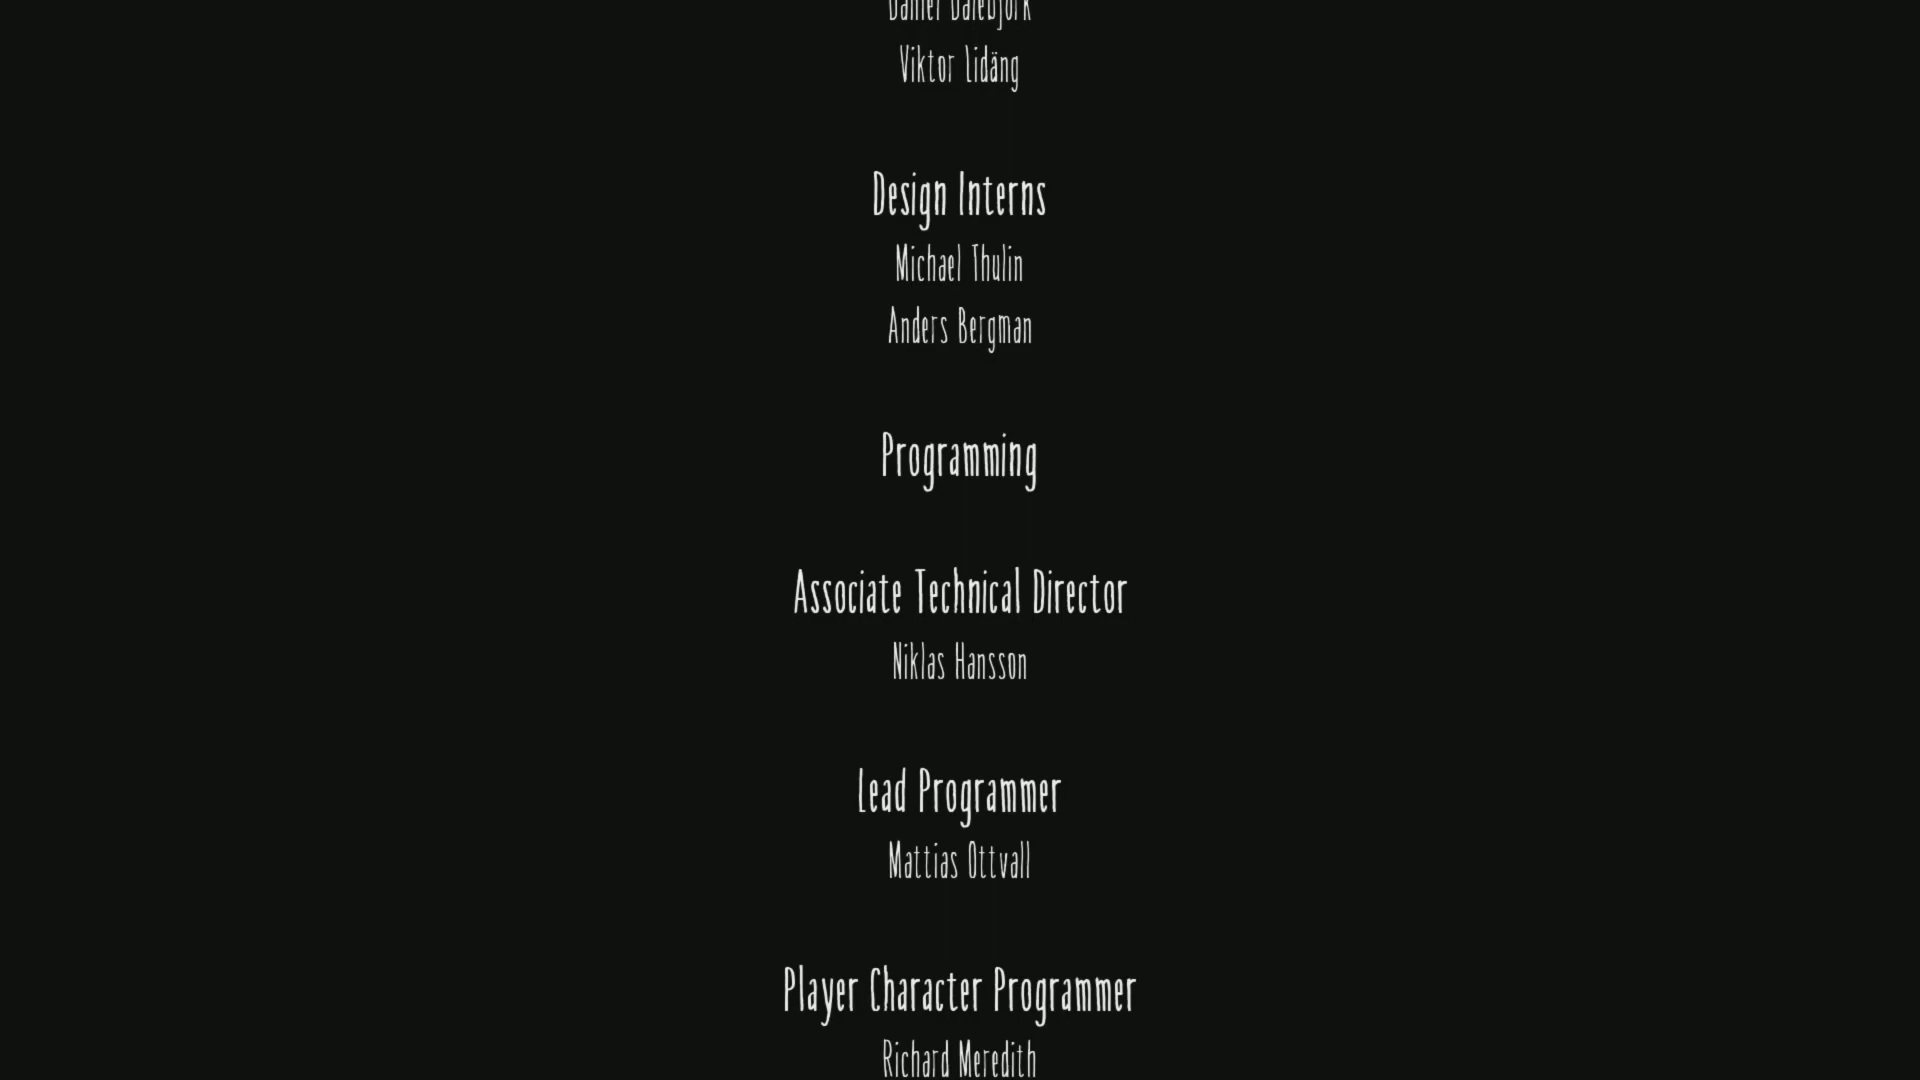 Viktor Lidäng
Design Interns
Michael Thulin
Anders Bergman
Programming
Associate Technical Director
Niklas Hansson
Lead Programmer
Mattias Ottvall
Player Character Programmer
Richard Meredith